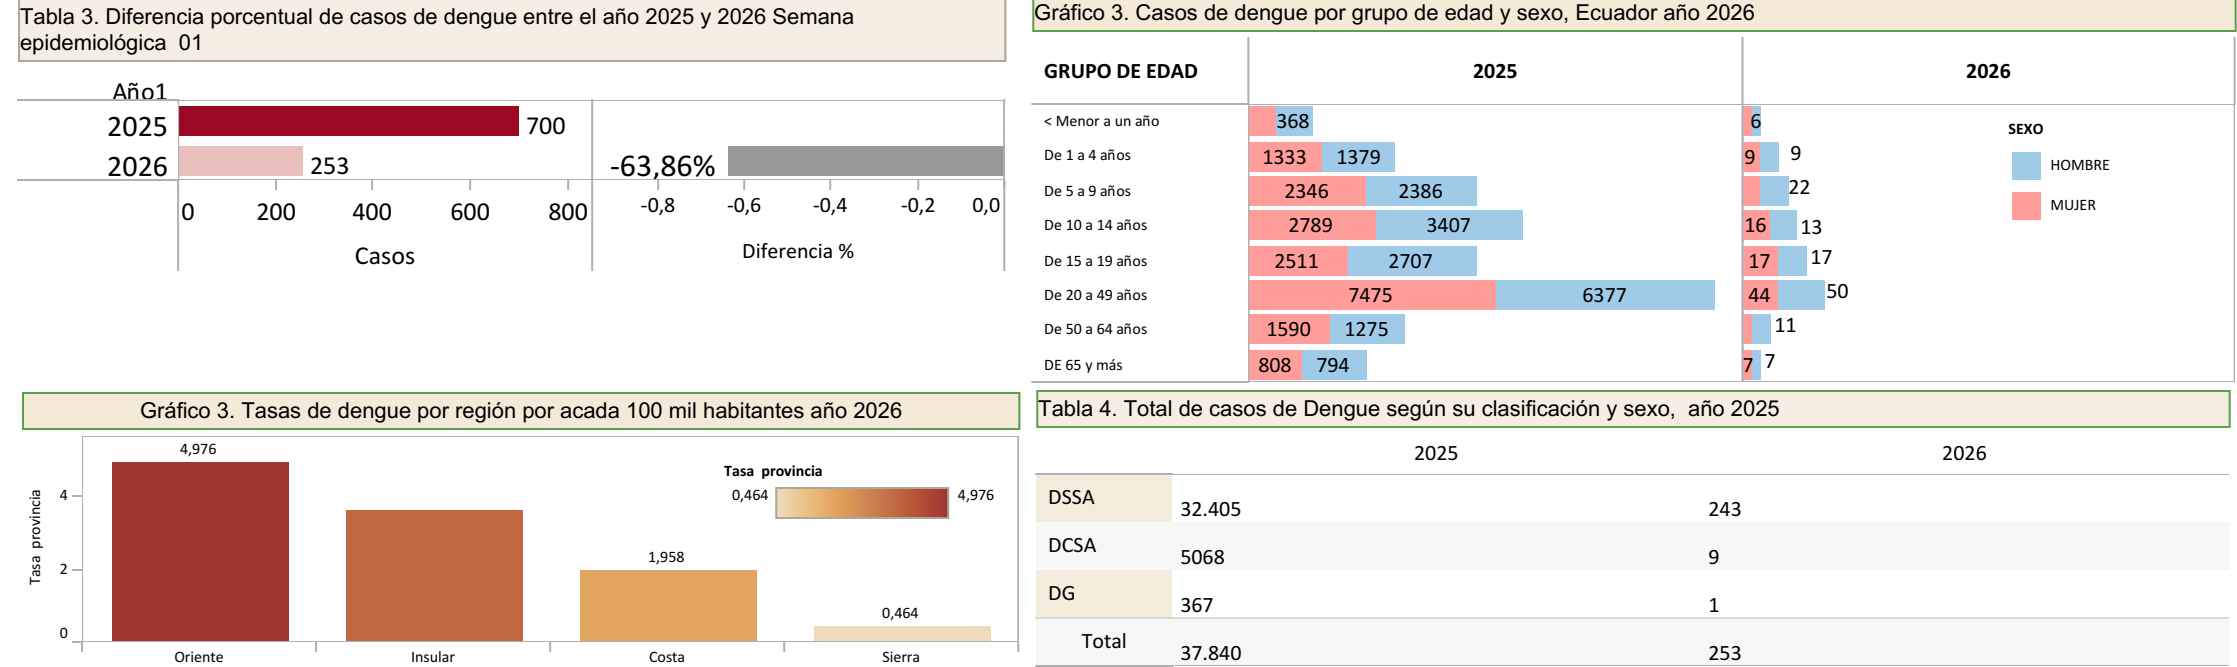 Tabla 3. Diferencia porcentual de casos de dengue entre el año 2025 y 2026 Semana
epidemiológica 01
Año1
2025 700
2026 253 -63,86%
0 200 400 600 800 -0,8 -0,6 -0,4 -0,2 0,0
Casos Diferencia %
Gráfico 3. Casos de dengue por grupo de edad y sexo, Ecuador año 2026
GRUPO DE EDAD 2025 2026
< Menor a un año 368 6
De 1 a 4 años 1333 1379 9 9
De 5 a 9 años 2346 2386 22
De 10 a 14 años 2789 3407 16 13
De 15 a 19 años 2511 2707 17 17
De 20 a 49 años 7475 6377 44 50
De 50 a 64 años 1590 1275 11
DE 65 y más 808 794 7 7
SEXO
HOMBRE
MUJER
Gráfico 3. Tasas de dengue por región por acada 100 mil habitantes año 2026
Tasa provincia
4
2
0
4,976
1,958
0,464
Tasa provincia
0,464 4,976
Oriente Insular Costa Sierra
Tabla 4. Total de casos de Dengue según su clasificación y sexo, año 2025
2025 2026
DSSA 32.405 243
DCSA 5068 9
DG 367 1
Total 37.840 253